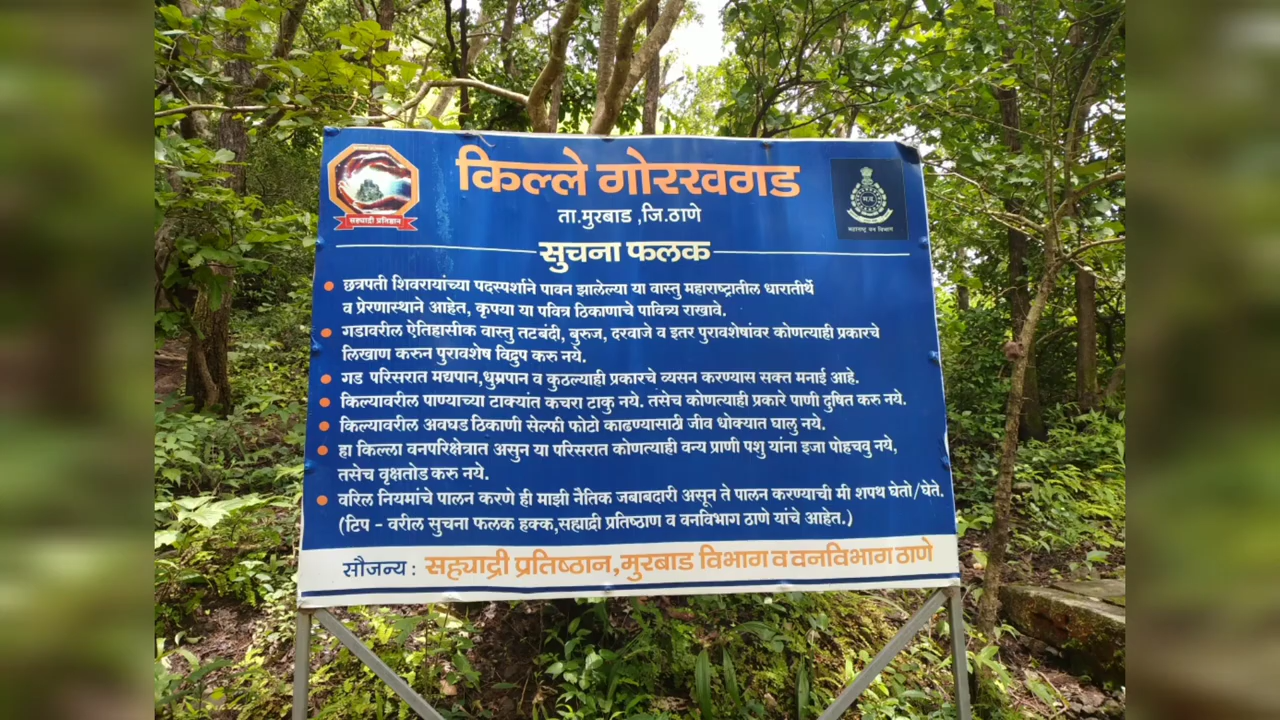 किल्ले गोरखगड
ता.मुरबाड ,जि.ठाणे
सह्याद्री प्रतिष्ठान
महाराष्ट्र वन विभाग
सुचना फलक
छत्रपती शिवरायांच्या पदस्पर्शाने पावन झालेल्या या वास्तु महाराष्ट्रातील धारातीर्थे
व प्रेरणास्थाने आहेत, कृपया या पवित्र ठिकाणाचे पावित्र्य राखावे.
गडावरील ऐतिहासीक वास्तु तटबंदी, बुरुज, दरवाजे व इतर पुरावशेषांवर कोणत्याही प्रकारचे
लिखाण करुन पुरावशेष विद्रुप करु नये.
गड परिसरात मद्यपान,धुम्रपान व कुठल्याही प्रकारचे व्यसन करण्यास सक्त मनाई आहे.
किल्यावरील पाण्याच्या टाक्यांत कचरा टाकु नये. तसेच कोणत्याही प्रकारे पाणी दुषित करु नये.
किल्यावरील अवघड ठिकाणी सेल्फी फोटो काढण्यासाठी जीव धोक्यात घालु नये.
हा किल्ला वनपरिक्षेत्रात असुन या परिसरात कोणत्याही वन्य प्राणी पशु यांना इजा पोहचवु नये,
तसेच वृक्षतोड करु नये.
वरिल नियमांचे पालन करणे ही माझी नैतिक जबाबदारी असून ते पालन करण्याची मी शपथ घेतो/घेते.
(टिप - वरील सुचना फलक हक्क,सह्याद्री प्रतिष्ठाण व वनविभाग ठाणे यांचे आहेत.)
सौजन्य : सह्याद्री प्रतिष्ठान,मुरबाड विभाग व वनविभाग ठाणे